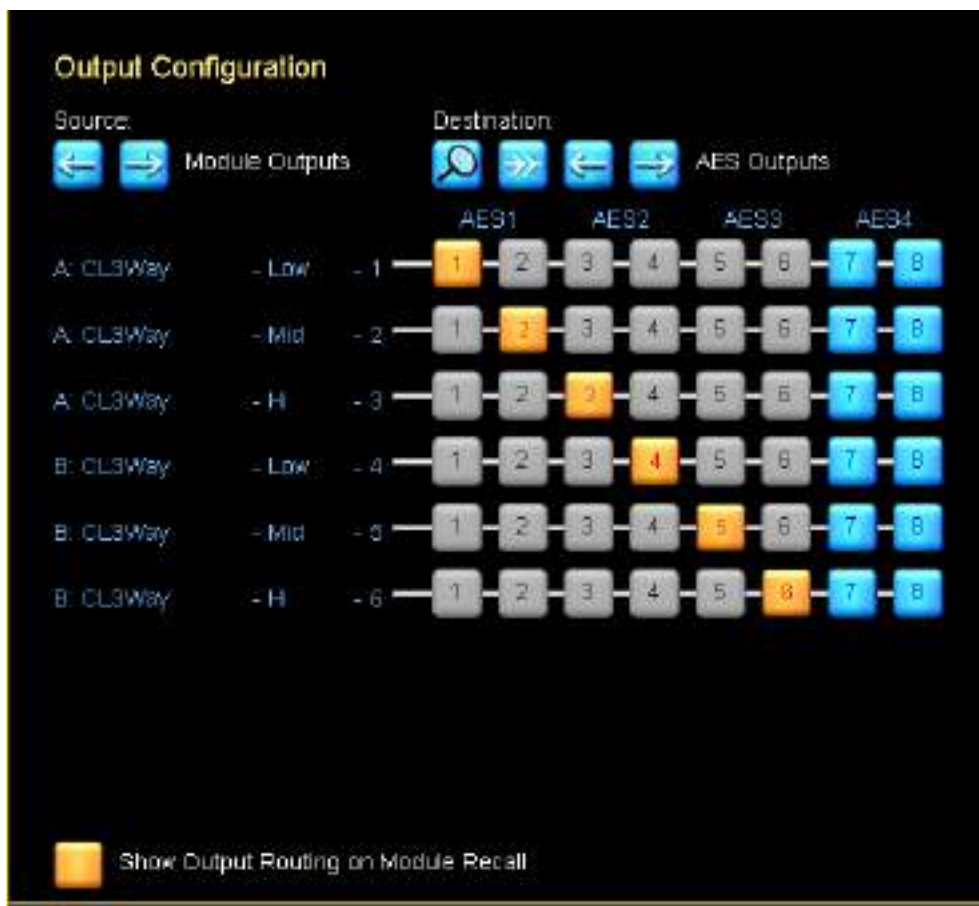 Output Configuration
Source: Destination:
Module Outputs AES Outputs
AES1 AES2 AES3 AES4
A: CL3Way - Low - 1 1 2 3 4 5 6 7 8
A: CL3Way - Mid - 2 1 2 3 4 5 6 7 8
A: CL3Way - Hi - 3 1 2 3 4 5 6 7 8
B: CL3Way - Low - 4 1 2 3 4 5 6 7 8
B: CL3Way - Mid - 5 1 2 3 4 5 6 7 8
B: CL3Way - Hi - 6 1 2 3 4 5 6 7 8
Show Output Routing on Module Recall